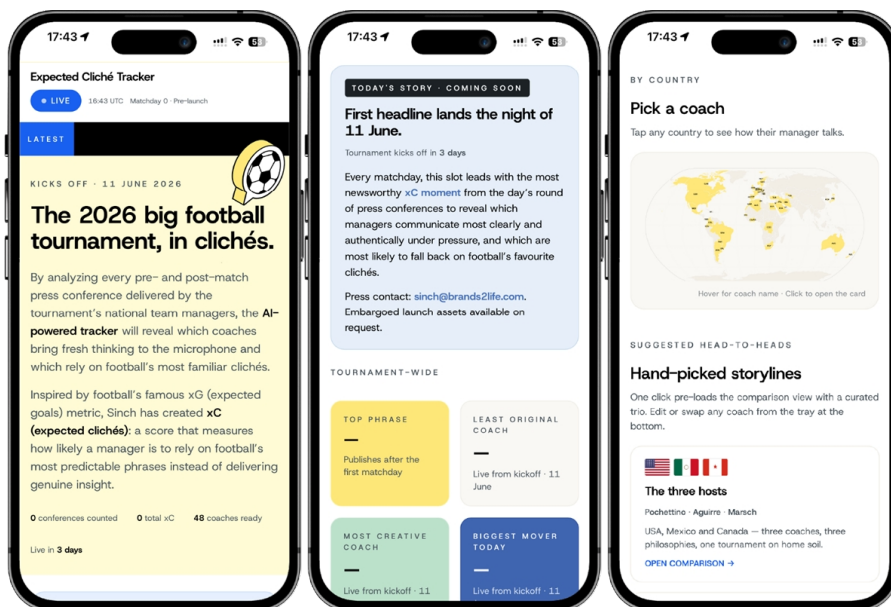 17:43
53
Expected Cliché Tracker
LIVE
16:43 UTC Matchday 0 · Pre-launch
LATEST
KICKS OFF · 11 JUNE 2026
The 2026 big football
tournament, in clichés.
By analyzing every pre- and post-match
press conference delivered by the
tournament's national team managers, the AI-
powered tracker will reveal which coaches
bring fresh thinking to the microphone and
which rely on football's most familiar clichés.
Inspired by football's famous xG (expected
goals) metric, Sinch has created xC
(expected clichés): a score that measures
how likely a manager is to rely on football's
most predictable phrases instead of delivering
genuine insight.
0 conferences counted 0 total xC 48 coaches ready
Live in 3 days
17:43
53
TODAY'S STORY · COMING SOON
First headline lands the night of
11 June.
Tournament kicks off in 3 days
Every matchday, this slot leads with the most
newsworthy xC moment from the day's round
of press conferences to reveal which
managers communicate most clearly and
authentically under pressure, and which are
most likely to fall back on football's favourite
clichés.
Press contact: sinch@brands2life.com.
Embargoed launch assets available on
request.
TOURNAMENT-WIDE
TOP PHRASE
—
Publishes after the
first matchday
LEAST ORIGINAL
COACH
—
Live from kickoff · 11
June
MOST CREATIVE
COACH
—
Live from kickoff · 11
BIGGEST MOVER
TODAY
—
Live from kickoff · 11
17:43
53
BY COUNTRY
Pick a coach
Tap any country to see how their manager talks.
Hover for coach name · Click to open the card
SUGGESTED HEAD-TO-HEADS
Hand-picked storylines
One click pre-loads the comparison view with a curated
trio. Edit or swap any coach from the tray at the
bottom.
The three hosts
Pochettino · Aguirre · Marsch
USA, Mexico and Canada — three coaches, three
philosophies, one tournament on home soil.
OPEN COMPARISON →